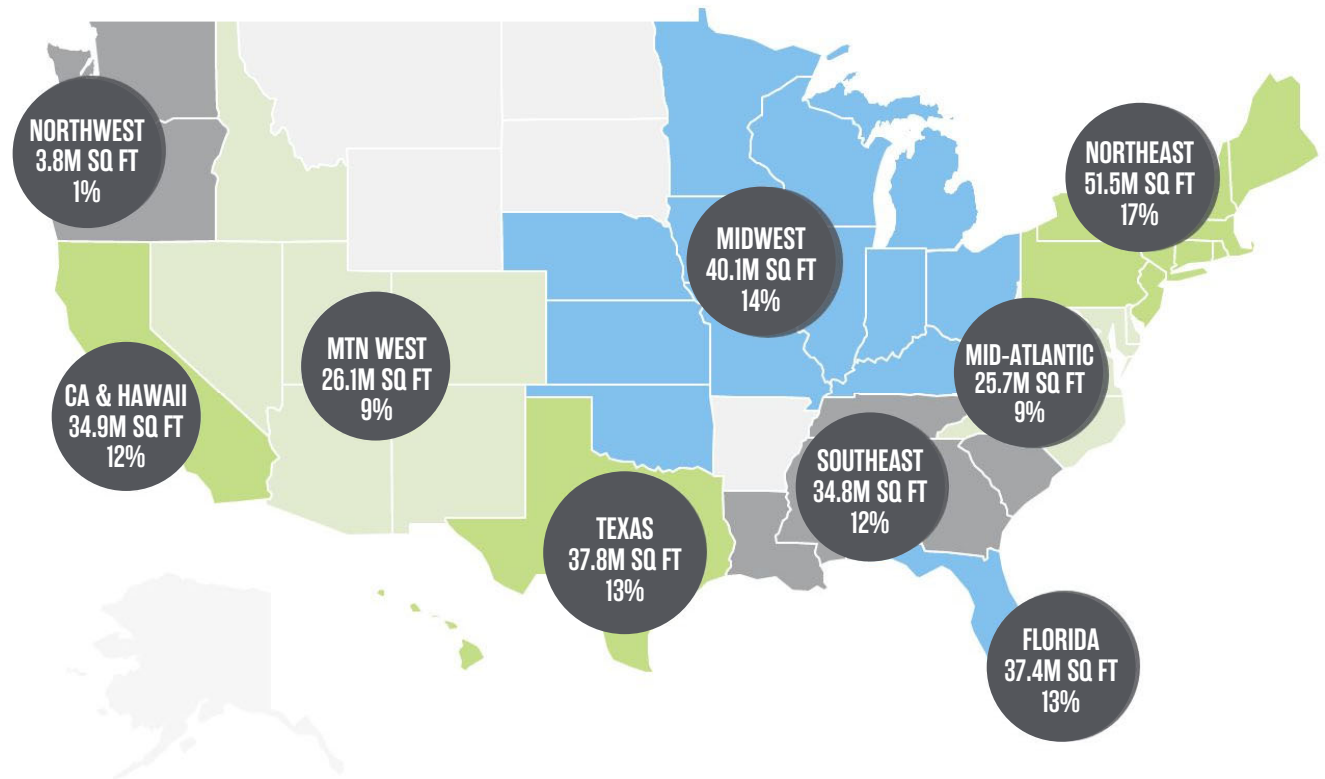 NORTHWEST
3.8M SQ FT
1%
NORTHEAST
51.5M SQ FT
17%
MIDWEST
40.1M SQ FT
14%
MTN WEST
26.1M SQ FT
9%
MID-ATLANTIC
25.7M SQ FT
9%
CA & HAWAII
34.9M SQ FT
12%
SOUTHEAST
34.8M SQ FT
12%
TEXAS
37.8M SQ FT
13%
FLORIDA
37.4M SQ FT
13%